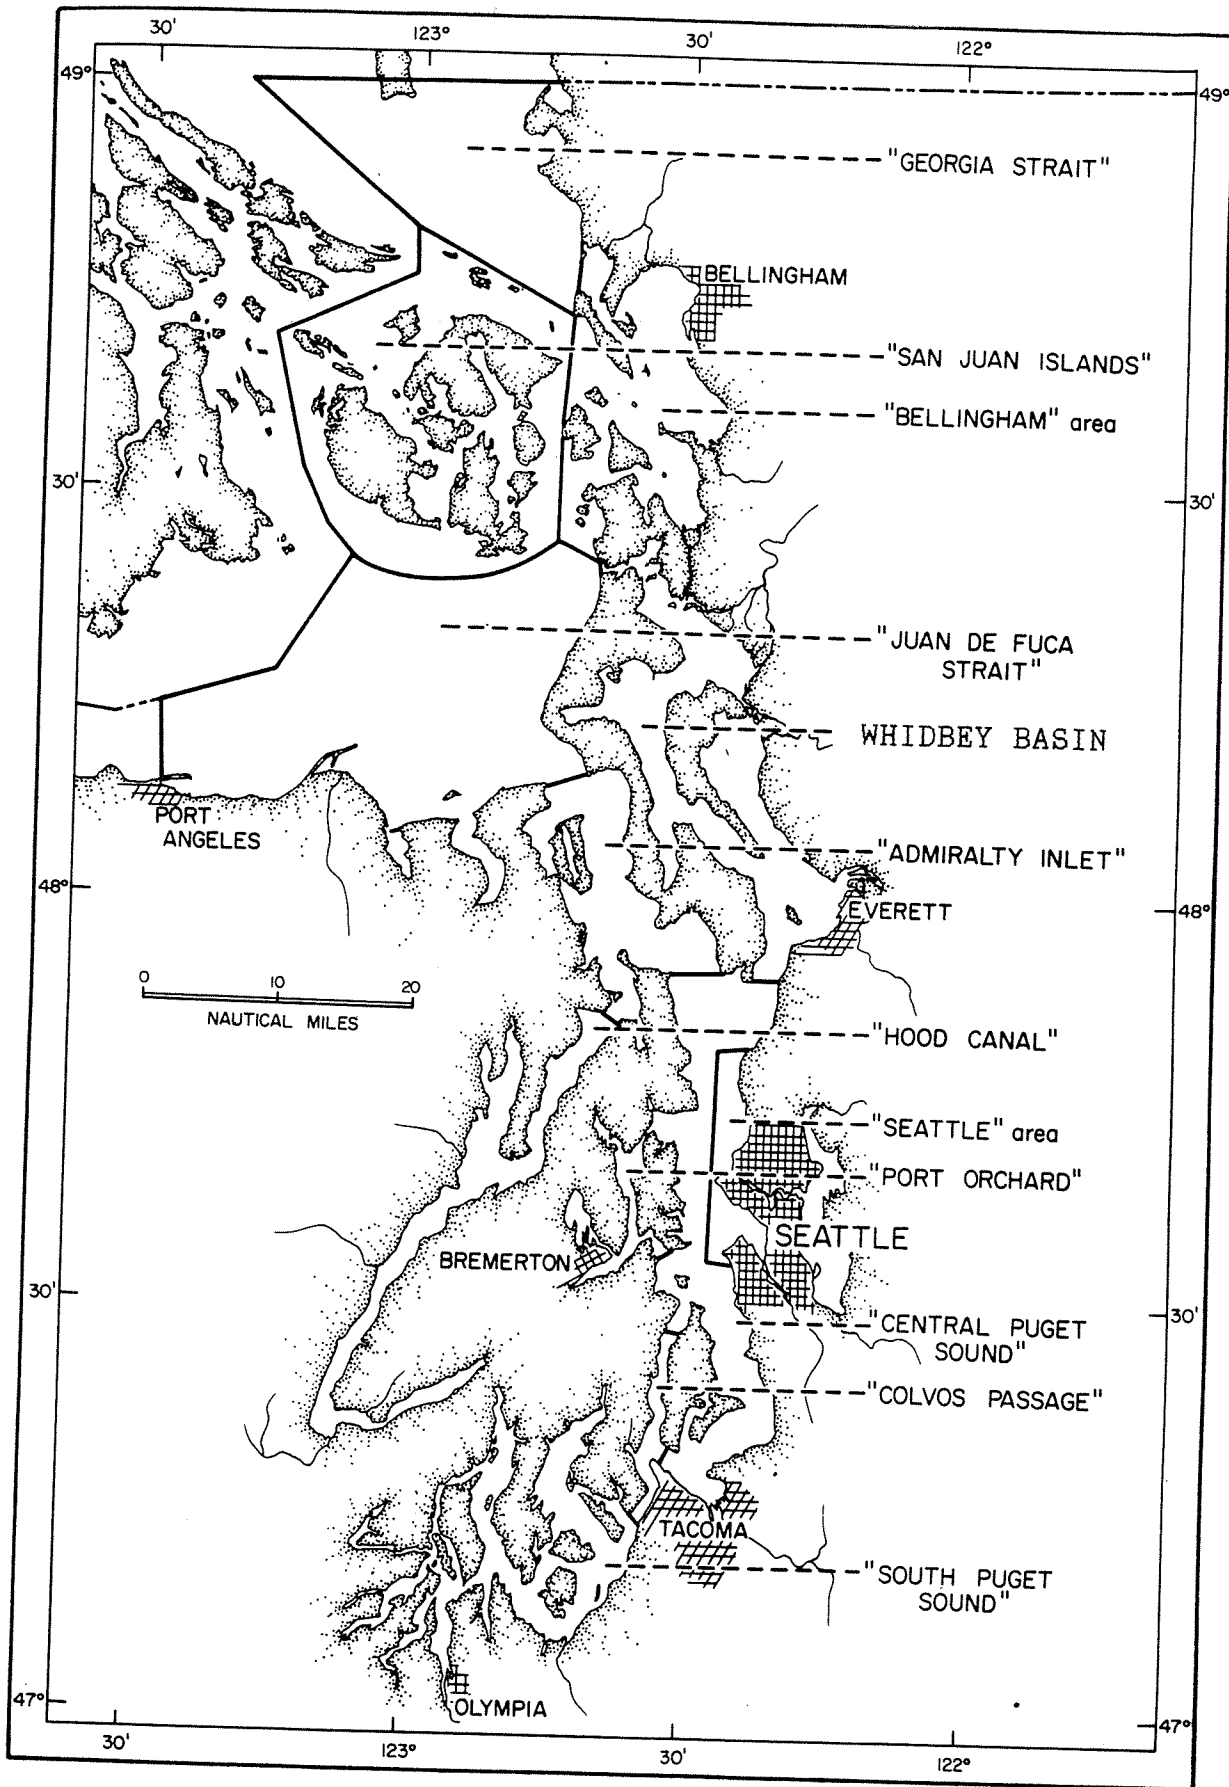 30'
123°
30'
122°
49°
49°
"GEORGIA STRAIT"
BELLINGHAM
"SAN JUAN ISLANDS"
"BELLINGHAM" area
30'
30'
"JUAN DE FUCA
STRAIT"
WHIDBEY BASIN
PORT
ANGELES
"ADMIRALTY INLET"
48°
EVERETT
48°
0
10
20
NAUTICAL MILES
"HOOD CANAL"
"SEATTLE" area
"PORT ORCHARD"
SEATTLE
BREMERTON
30'
30'
"CENTRAL PUGET
SOUND"
"COLVOS PASSAGE"
TACOMA
"SOUTH PUGET
SOUND"
47°
OLYMPIA
47°
30'
123°
30'
122°